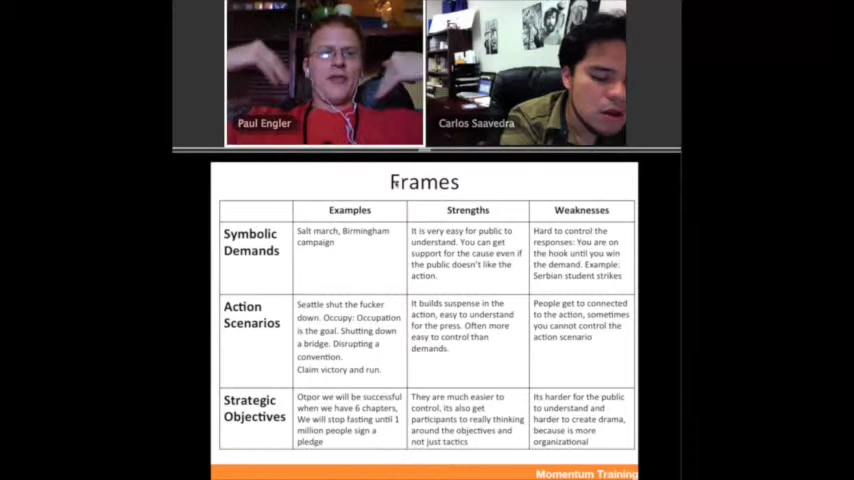 Paul Engler
Carlos Saavedra
Frames
Examples
Strengths
Weaknesses
Symbolic
Demands
Salt march, Birmingham
campaign
It is very easy for public to
understand. You can get
support for the cause even if
the public doesn't like the
action.
Hard to control the
responses: You are on
the hook until you win
the demand. Example:
Serbian student strikes
Action
Scenarios
Seattle shut the fucker
down. Occupy: Occupation
is the goal. Shutting down
a bridge. Disrupting a
convention.
Claim victory and run.
It builds suspense in the
action, easy to understand
for the press. Often more
easy to control than
demands.
People get to connected
to the action, sometimes
you cannot control the
action scenario
Strategic
Objectives
Otpor we will be successful
when we have 6 chapters,
We will stop fasting until 1
million people sign a
pledge
They are much easier to
control, its also get
participants to really thinking
around the objectives and
not just tactics
Its harder for the public
to understand and
harder to create drama,
because is more
organizational
Momentum Training